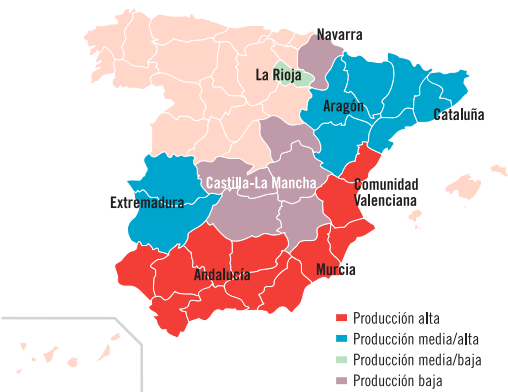 Navarra
La Rioja
Aragón
Cataluña
Castilla-La Mancha
Comunidad
Valenciana
Extremadura
Andalucía
Murcia
Producción alta
Producción media/alta
Producción media/baja
Producción baja